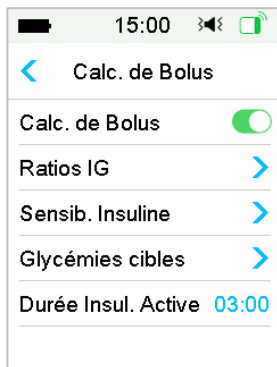 15:00
Calc. de Bolus
Calc. de Bolus
Ratios IG
Sensib. Insuline
Glycémies cibles
Durée Insul. Active 03:00